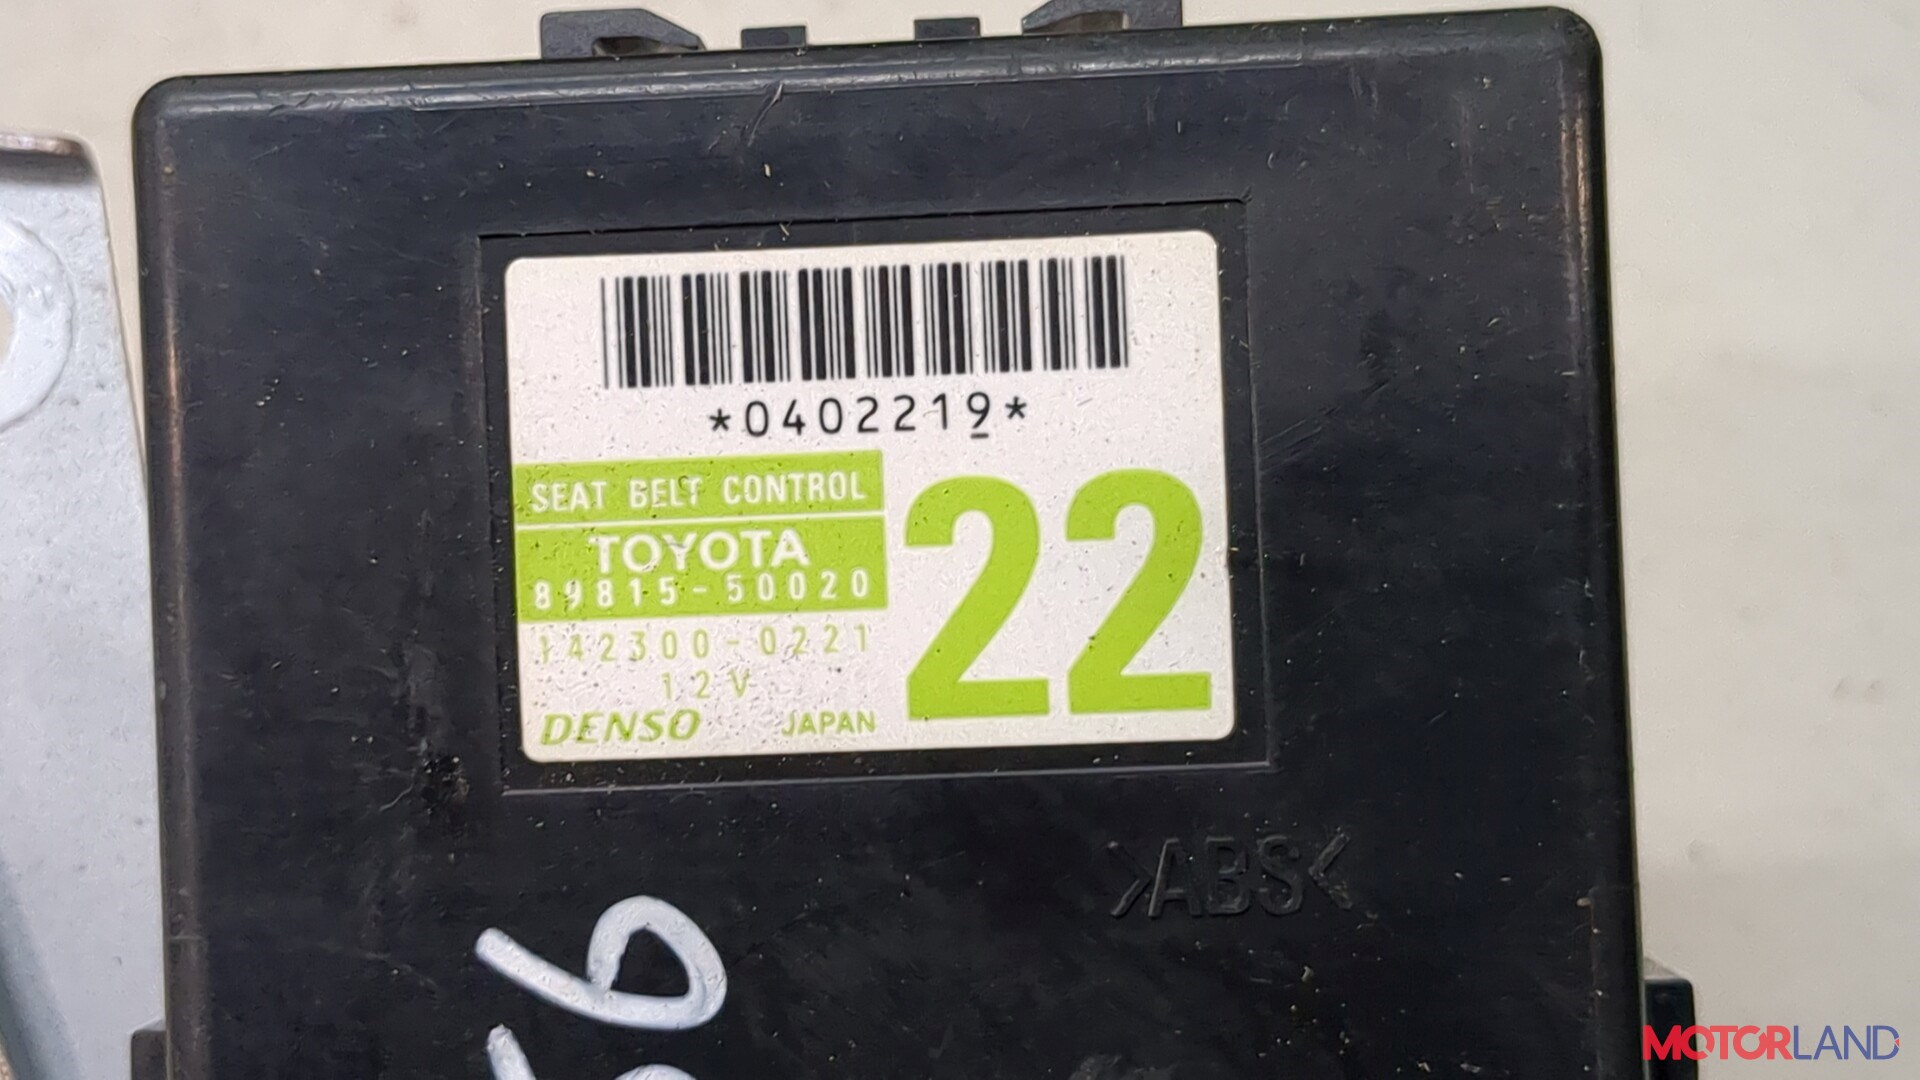 *0402219*
SEAT BELT CONTROL
TOYOTA
89815-50020
142300-0221
12V
DENSO JAPAN
22
>ABS<
MOTORLAND